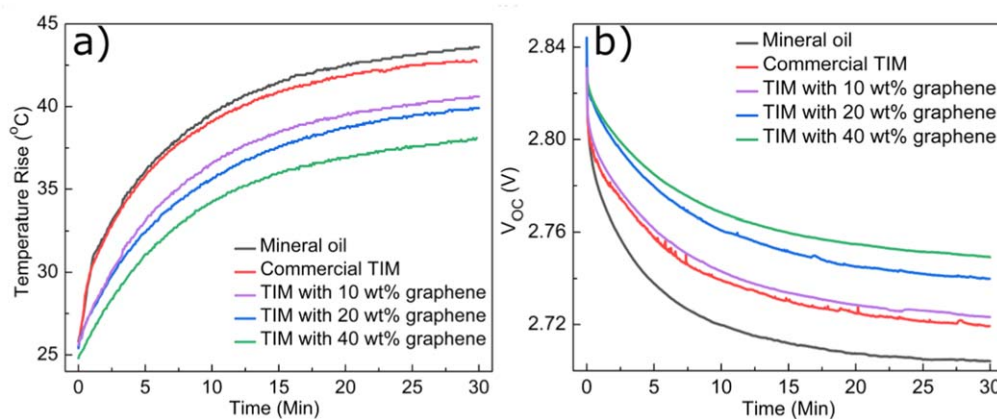 a)
45
40
35
30
25
Temperature Rise (°C)
Mineral oil
Commercial TIM
TIM with 10 wt% graphene
TIM with 20 wt% graphene
TIM with 40 wt% graphene
0 5 10 15 20 25 30
Time (Min)
b)
2.84
2.80
2.76
2.72
V_OC (V)
Mineral oil
Commercial TIM
TIM with 10 wt% graphene
TIM with 20 wt% graphene
TIM with 40 wt% graphene
0 5 10 15 20 25 30
Time (Min)